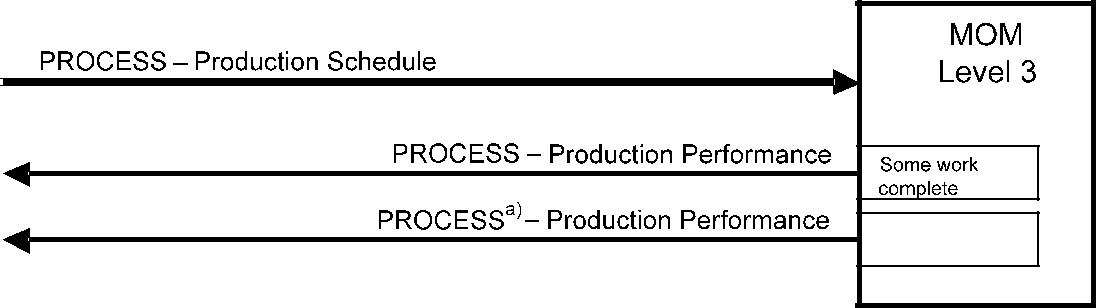 MOM
Level 3
PROCESS – Production Schedule
PROCESS – Production Performance
Some work
complete
PROCESSa) – Production Performance